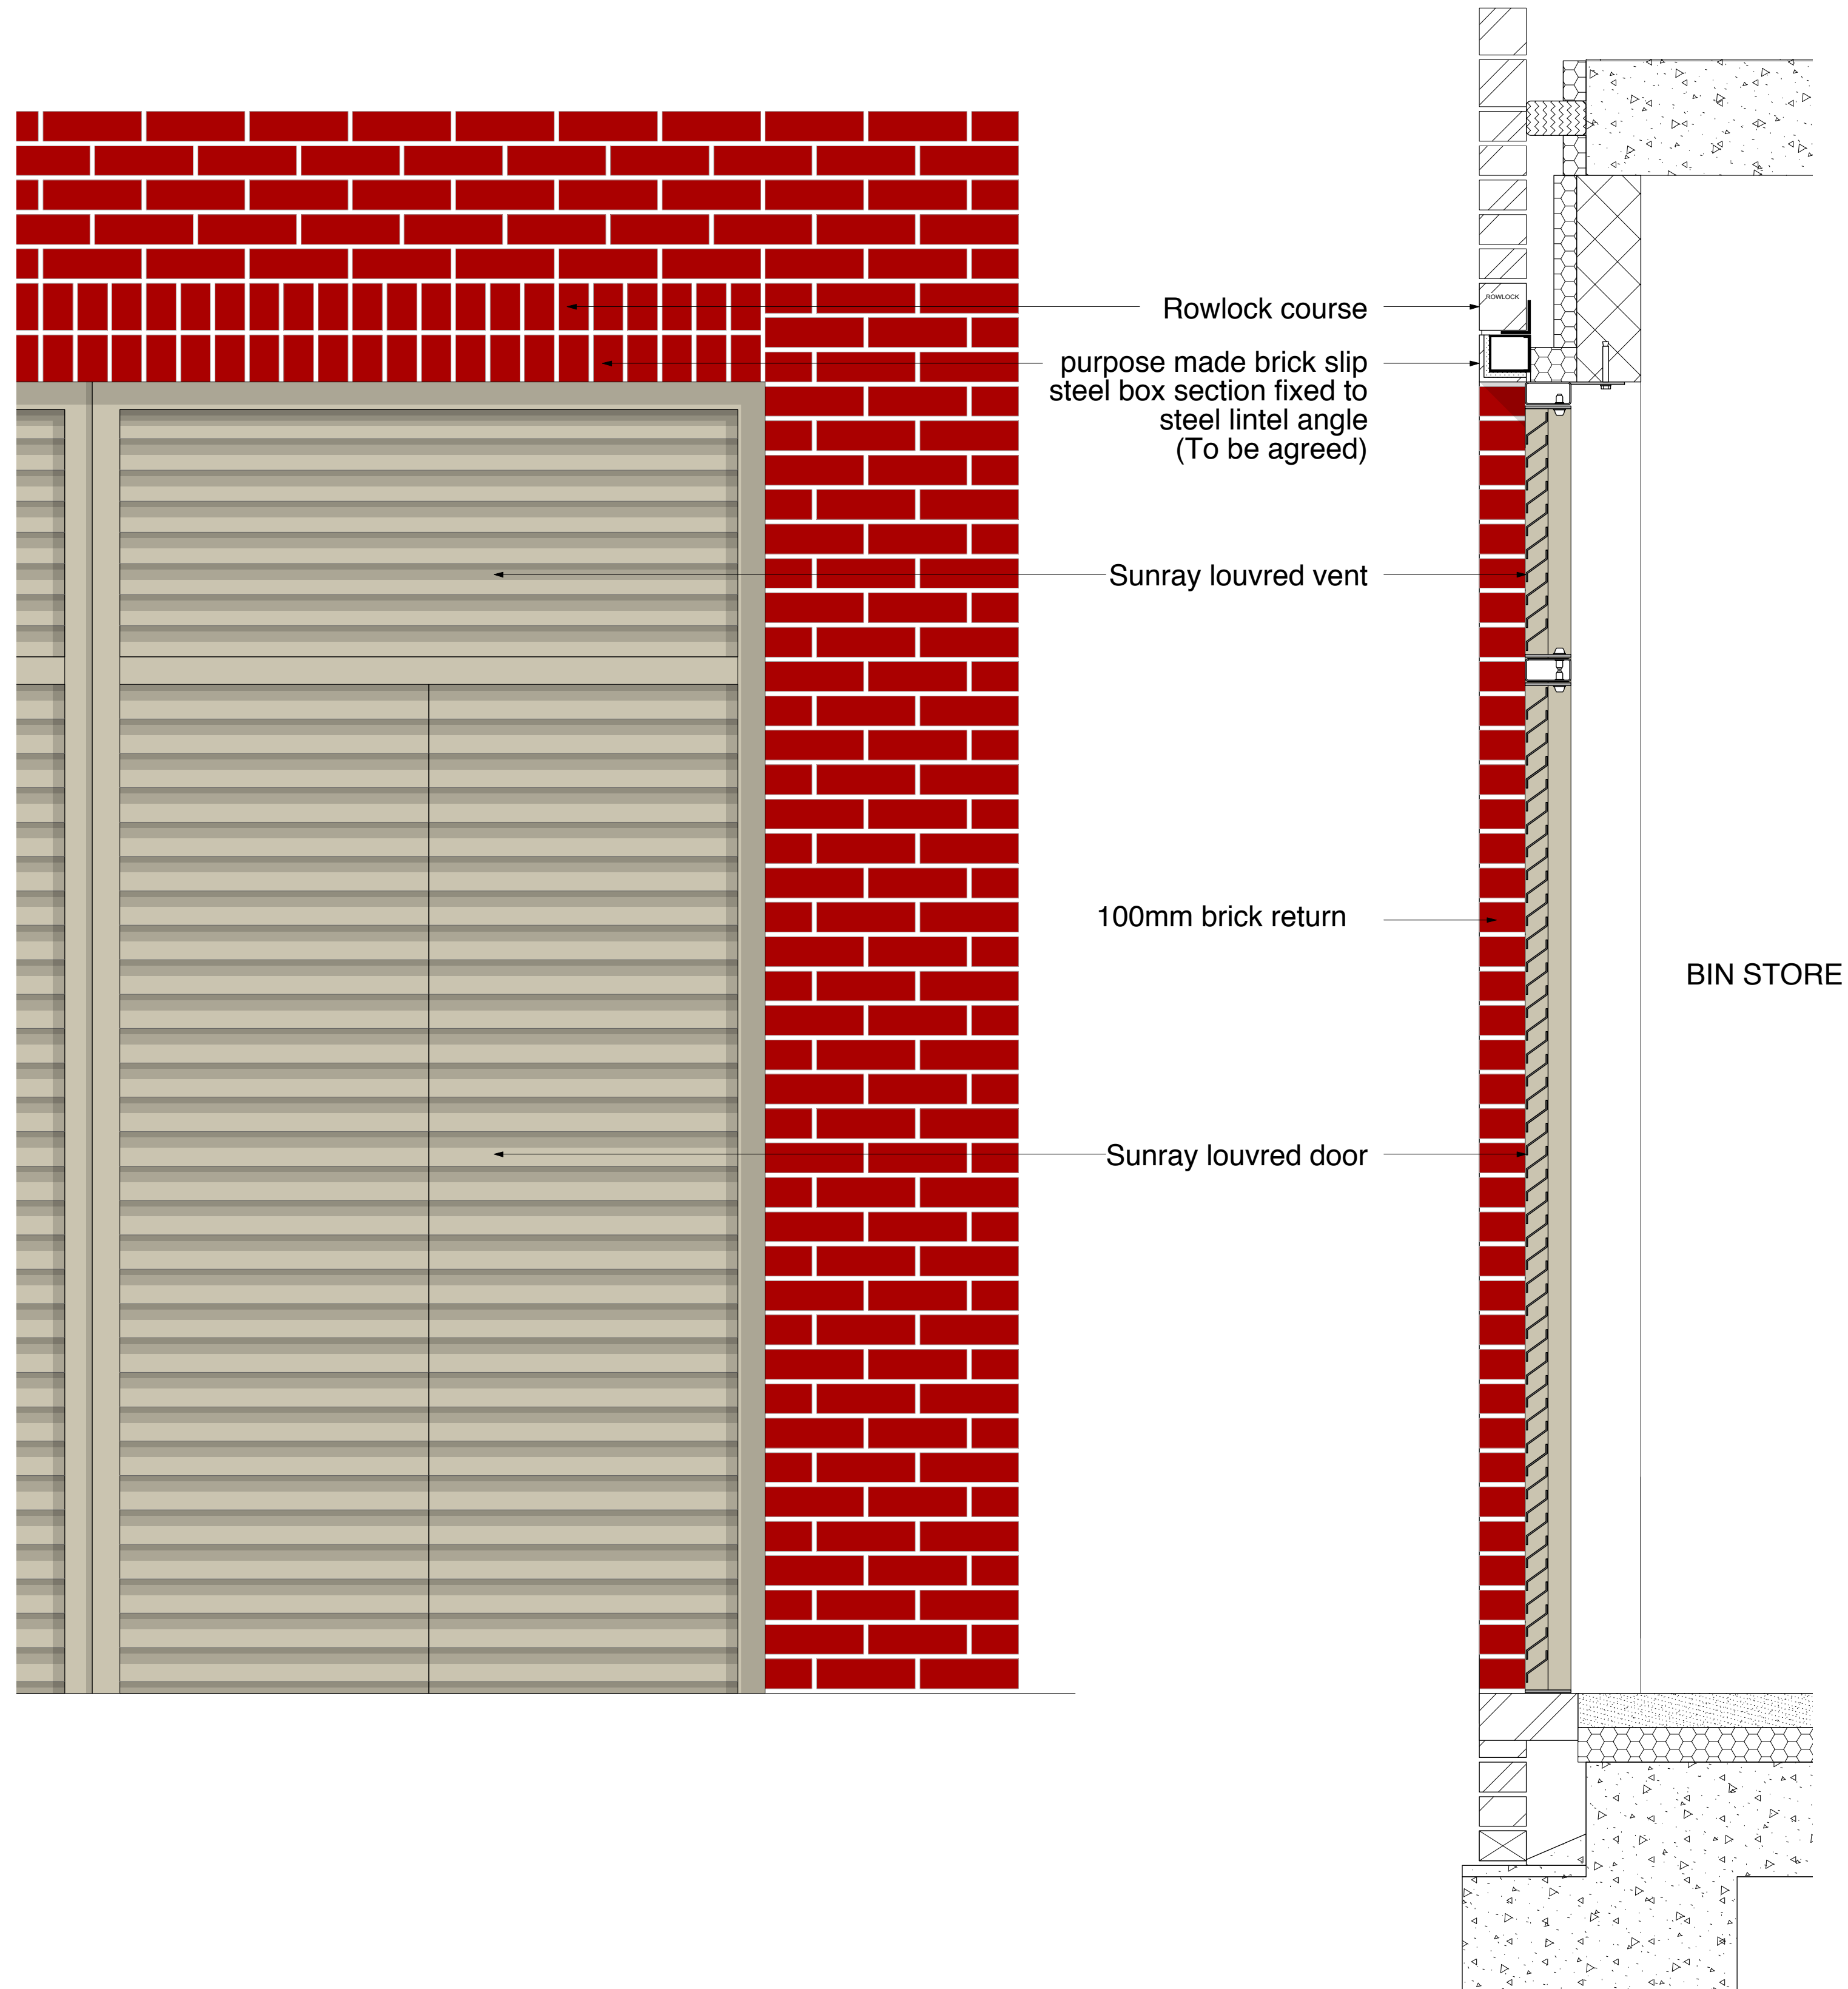 ROWLOCK
Rowlock course
purpose made brick slip
steel box section fixed to
steel lintel angle
(To be agreed)
Sunray louvred vent
100mm brick return
BIN STORE
Sunray louvred door